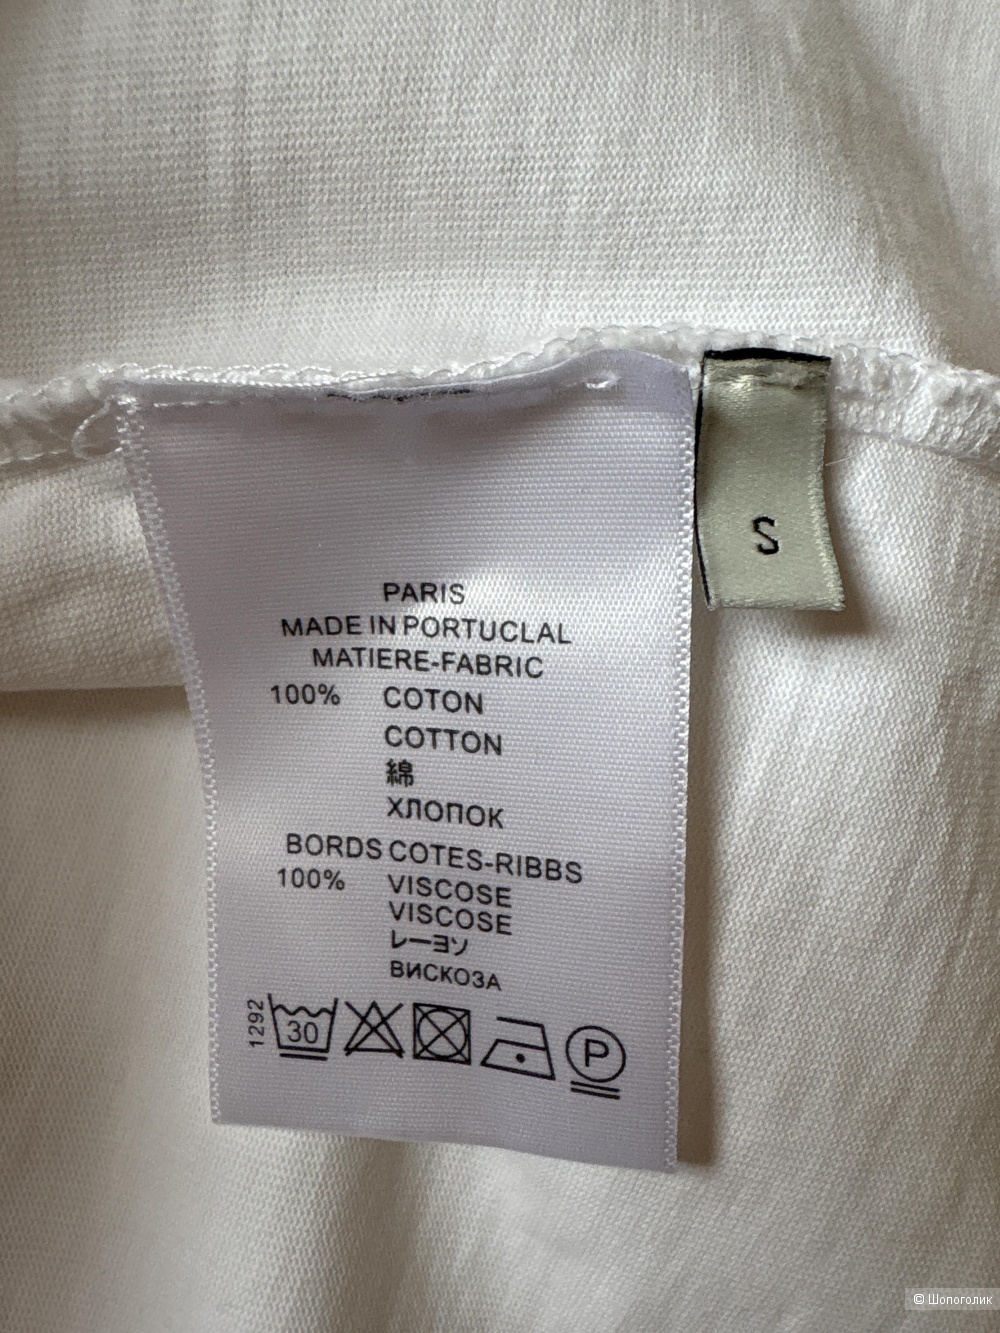 S
PARIS
MADE IN PORTUCLAL
MATIERE-FABRIC
100% COTON
COTTON
綿
ХЛОПОК
BORDS COTES-RIBBS
100% VISCOSE
VISCOSE
レーヨソ
ВИСКОЗА
1292
30
P
© Шопоголик